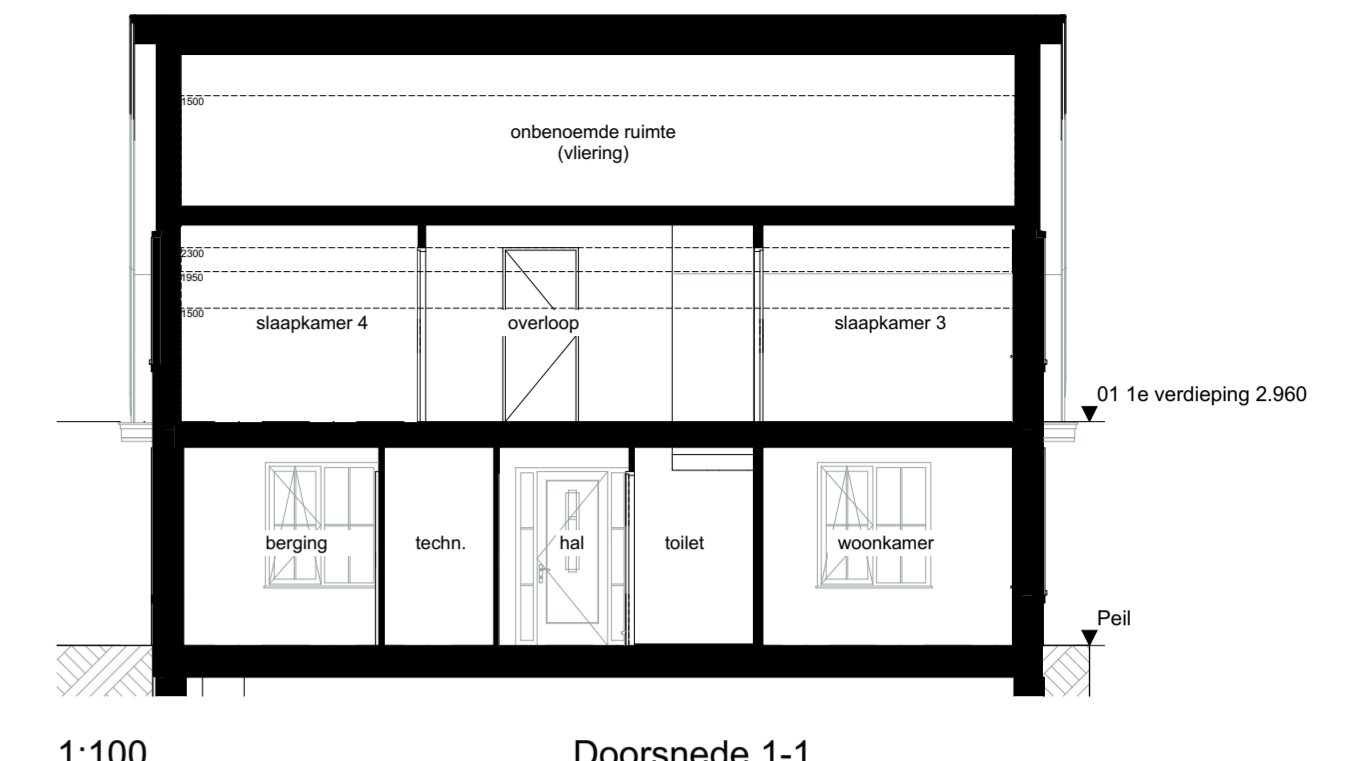 1500
onbenoemde ruimte
(vliering)
2300
1950
1500
slaapkamer 4
overloop
slaapkamer 3
01 1e verdieping 2.960
berging
techn.
hal
toilet
woonkamer
Peil
1:100
Doorsnede 1-1